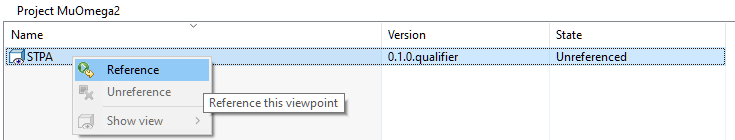 Project MuOmega2
Name Version State
STPA 0.1.0.qualifier Unreferenced
Reference
Unreference
Reference this viewpoint
Show view